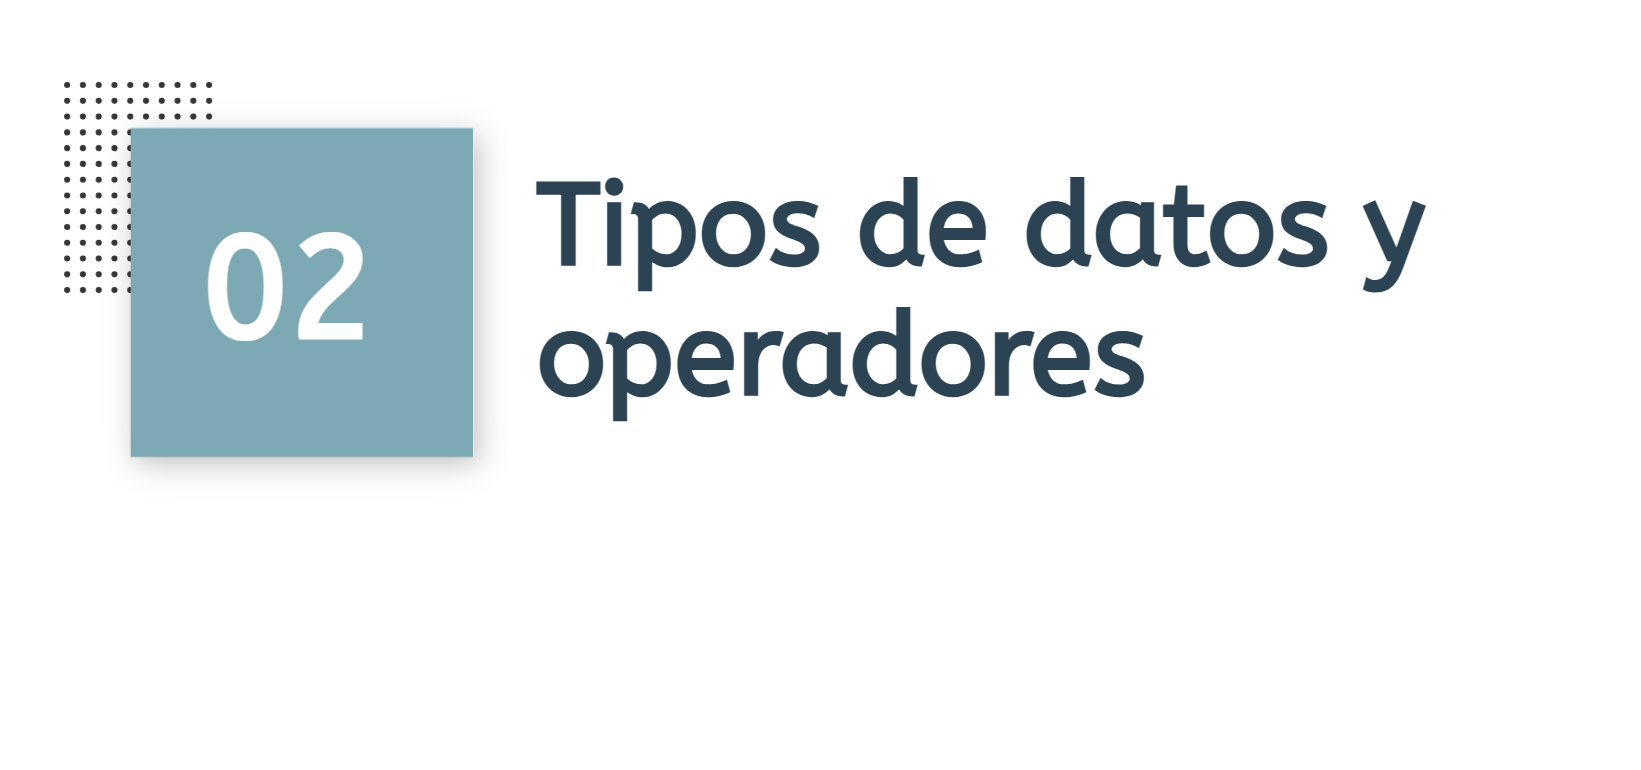 02
Tipos de datos y
operadores